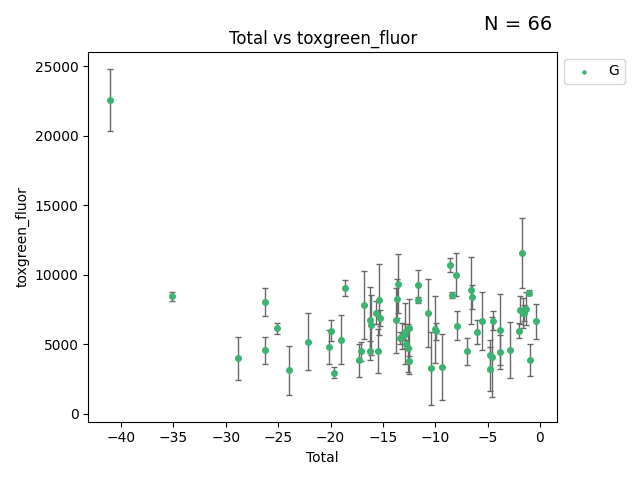 N = 66
Total vs toxgreen_fluor
G
toxgreen_fluor
25000
20000
15000
10000
5000
0
−40 −35 −30 −25 −20 −15 −10 −5 0
Total